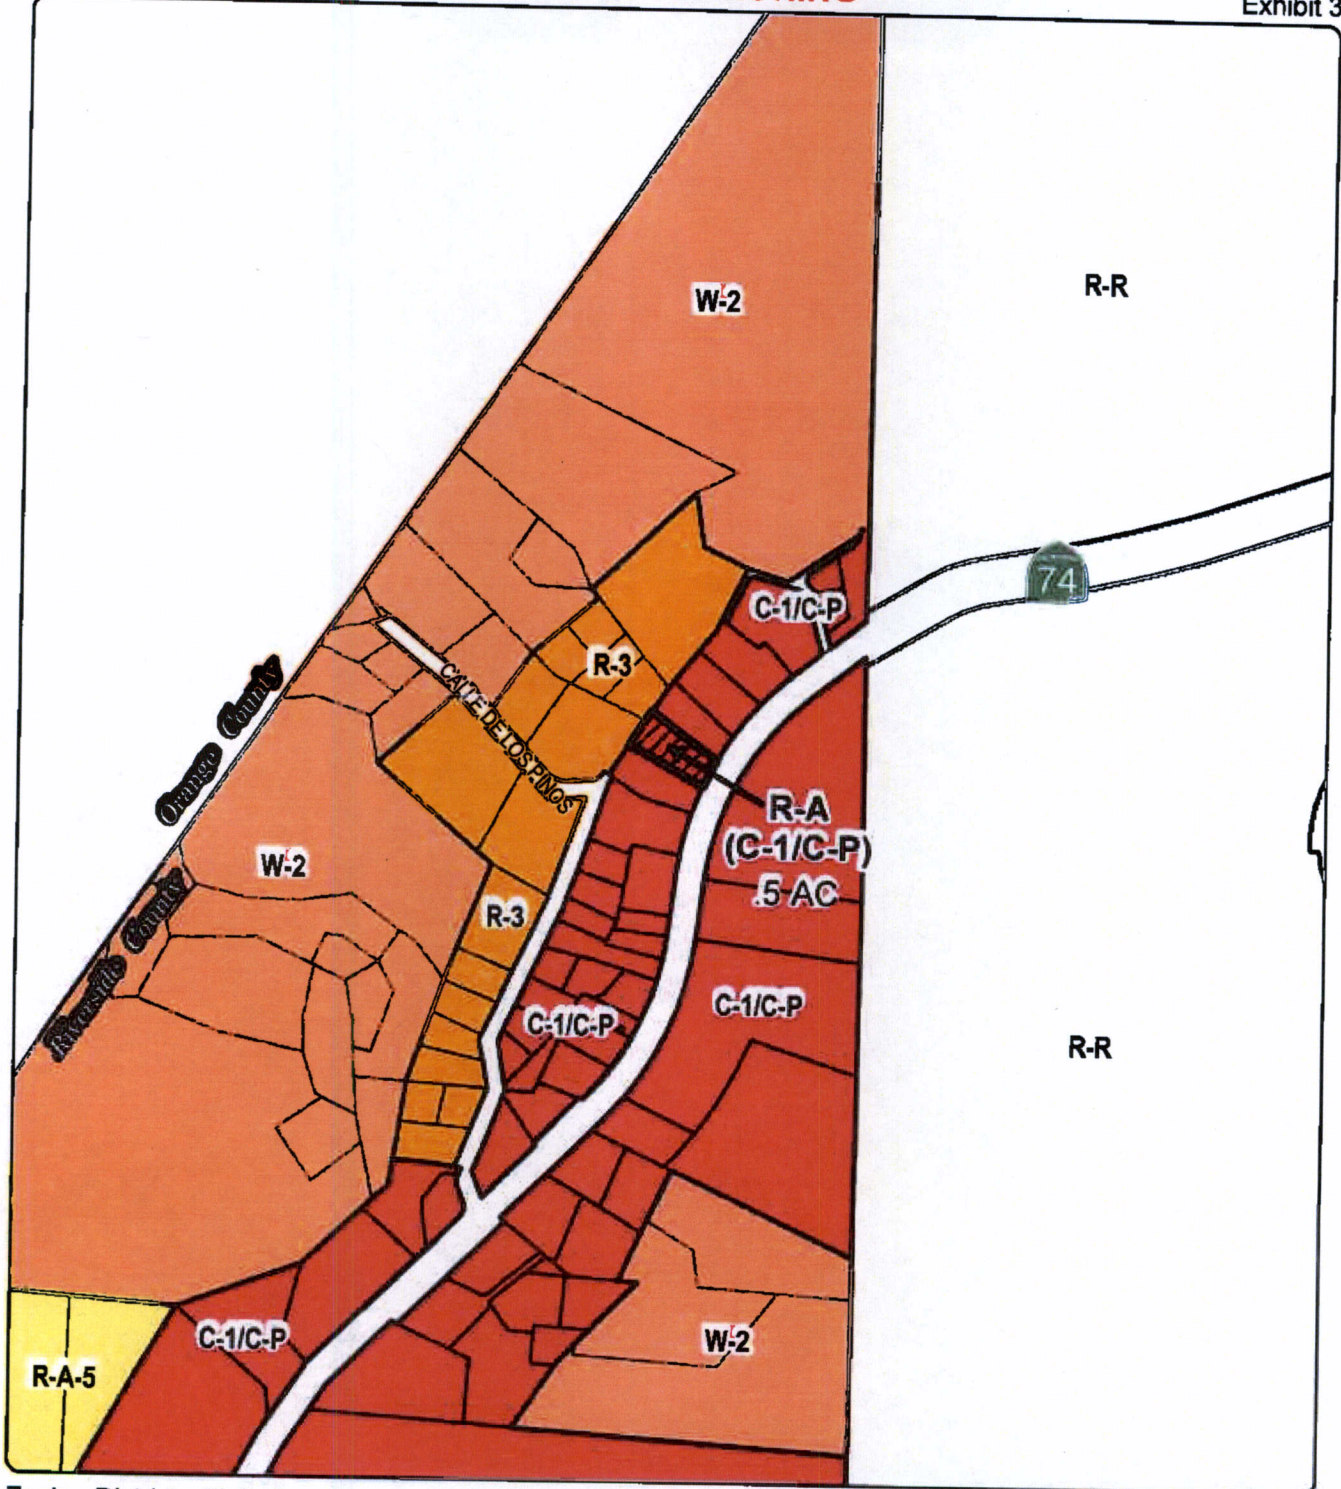 Exhibit 3
W-2
R-R
74
C-1/C-P
R-3
CALLE DE LOS PINOS
Orange County
R-A
(C-1/C-P)
.5 AC
W-2
Riverside County
R-3
C-1/C-P
C-1/C-P
R-R
C-1/C-P
W-2
R-A-5